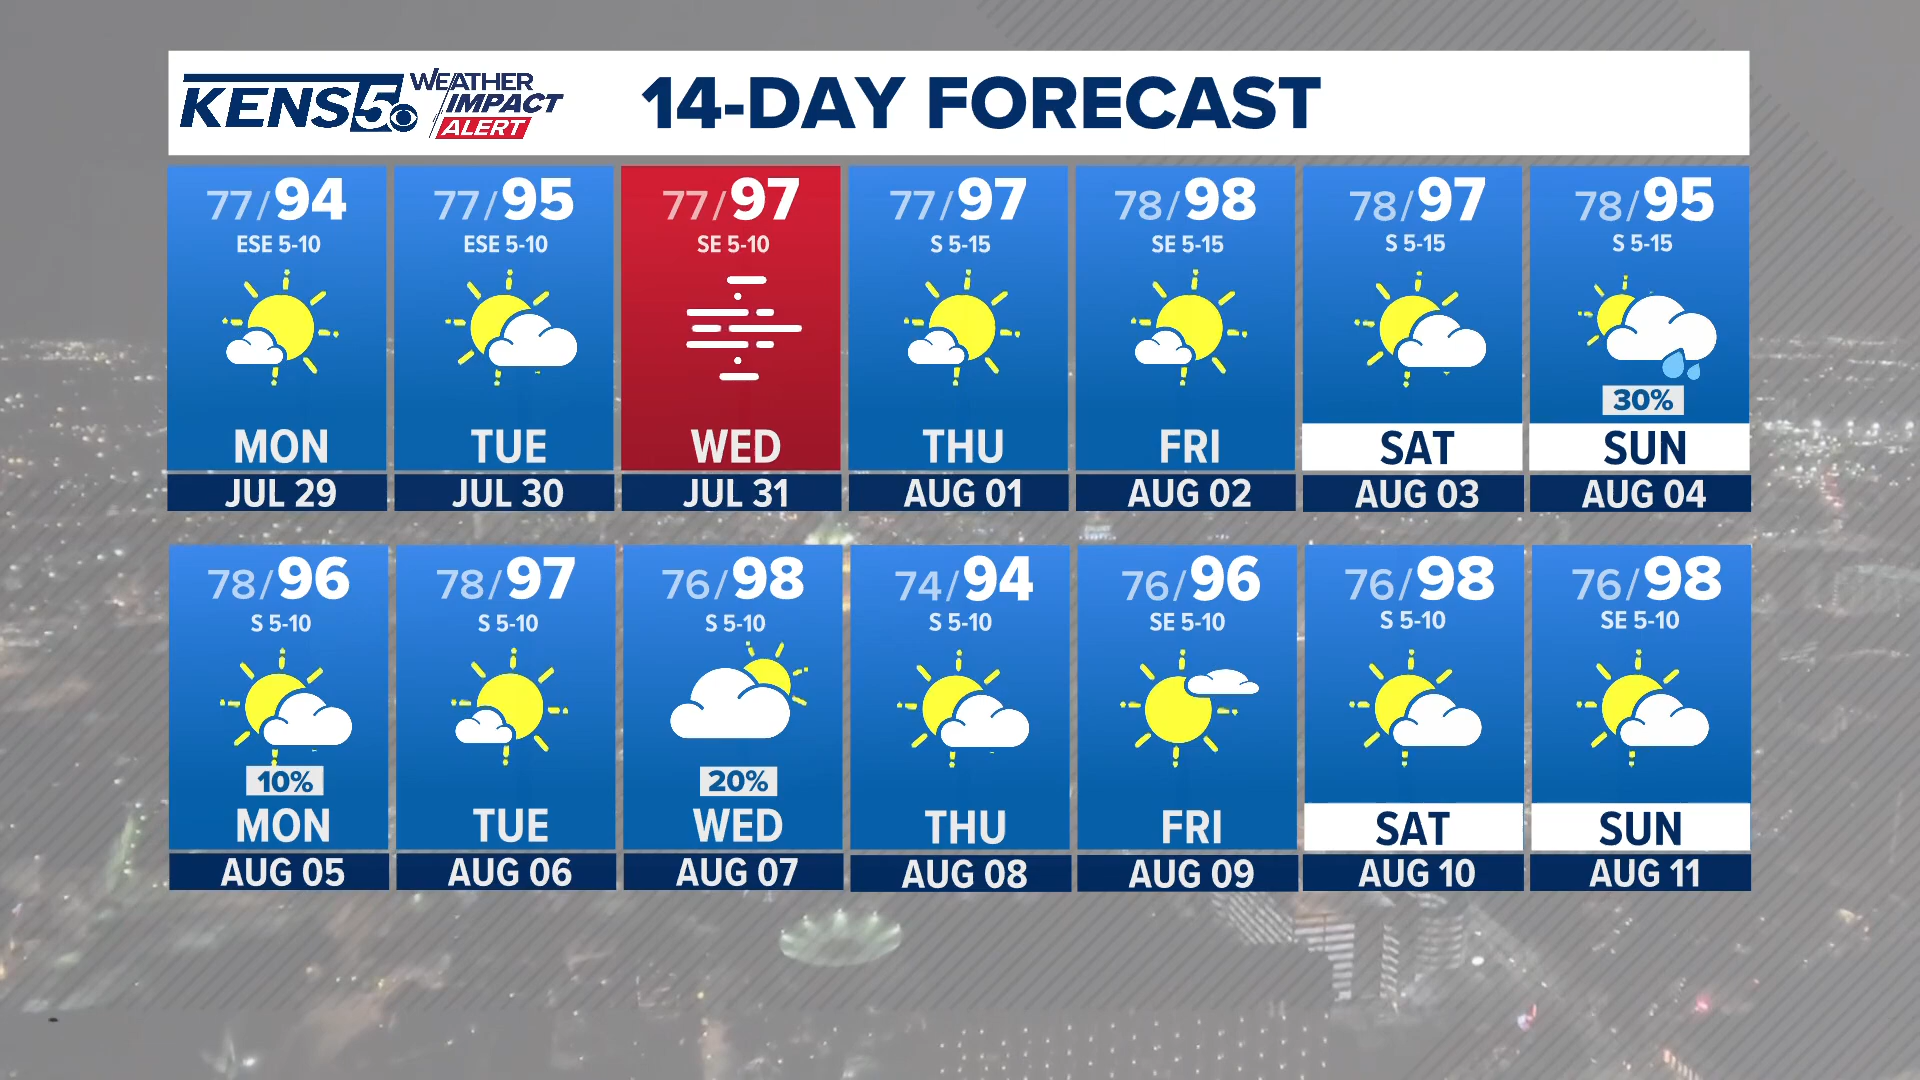 KENS 5 WEATHER IMPACT ALERT
14-DAY FORECAST
77/94 77/95 77/97 77/97 78/98 78/97 78/95
ESE 5-10 ESE 5-10 SE 5-10 S 5-15 SE 5-15 S 5-15 S 5-15
30%
MON TUE WED THU FRI SAT SUN
JUL 29 JUL 30 JUL 31 AUG 01 AUG 02 AUG 03 AUG 04
78/96 78/97 76/98 74/94 76/96 76/98 76/98
S 5-10 S 5-10 S 5-10 S 5-10 SE 5-10 S 5-10 SE 5-10
10% 20%
MON TUE WED THU FRI SAT SUN
AUG 05 AUG 06 AUG 07 AUG 08 AUG 09 AUG 10 AUG 11